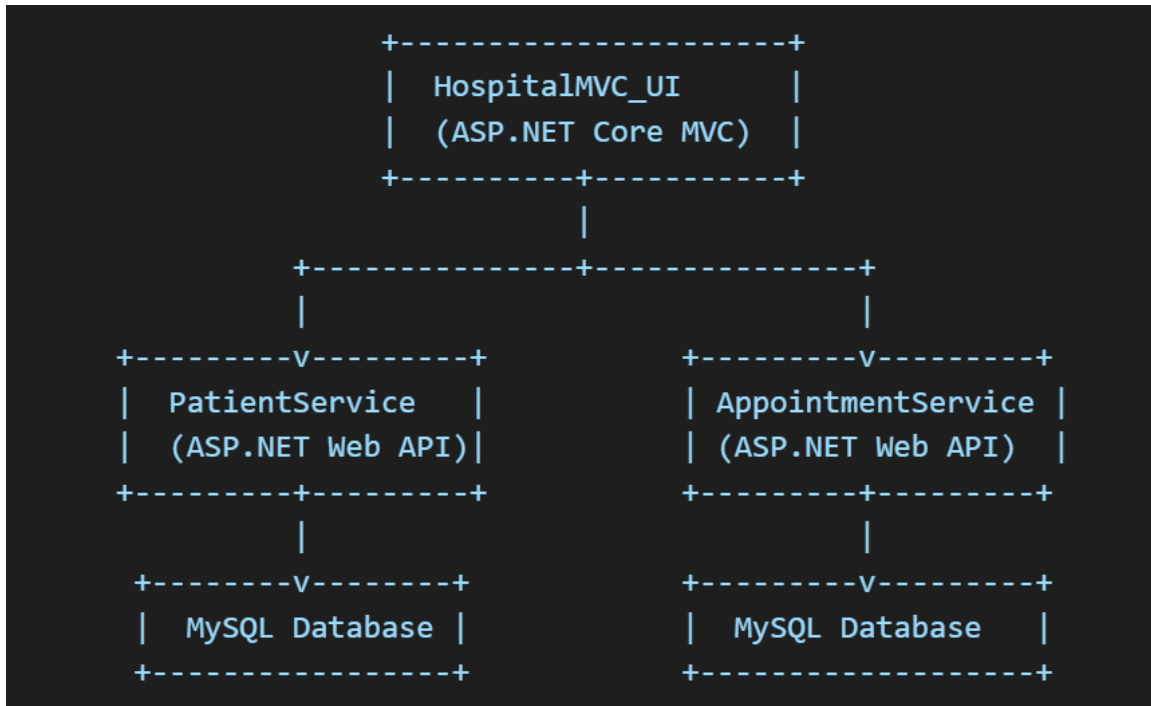 +----------------------+
|  HospitalMVC_UI      |
|  (ASP.NET Core MVC)  |
+----------+-----------+
|
+---------------+---------------+
|                               |
+---------v---------+           +---------v---------+
|  PatientService   |           | AppointmentService |
|  (ASP.NET Web API)|           | (ASP.NET Web API)  |
+---------+---------+           +---------+---------+
|                               |
+--------v--------+            +---------v---------+
|  MySQL Database |            |  MySQL Database   |
+-----------------+            +-------------------+